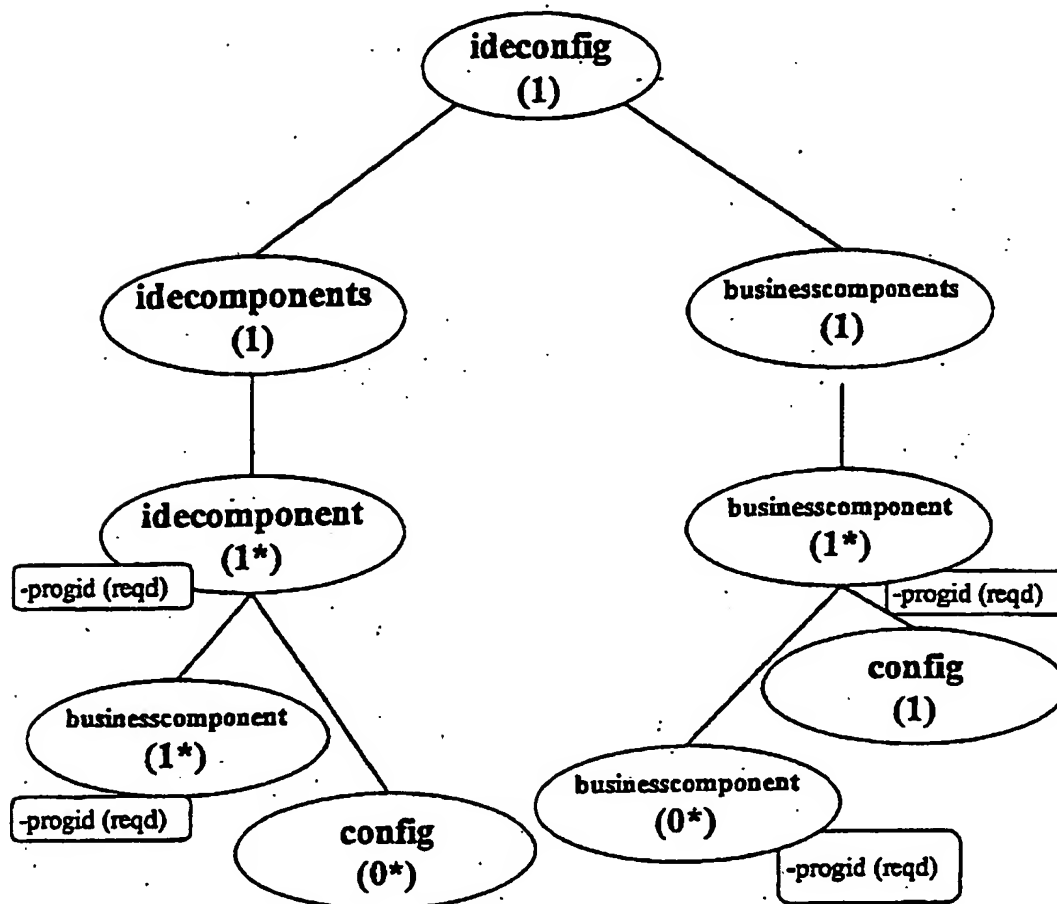 ideconfig
(1)
idecomponents
(1)
businesscomponents
(1)
idecomponent
(1*)
-progid (reqd)
businesscomponent
(1*)
-progid (reqd)
businesscomponent
(1*)
-progid (reqd)
config
(0*)
config
(1)
businesscomponent
(0*)
-progid (reqd)